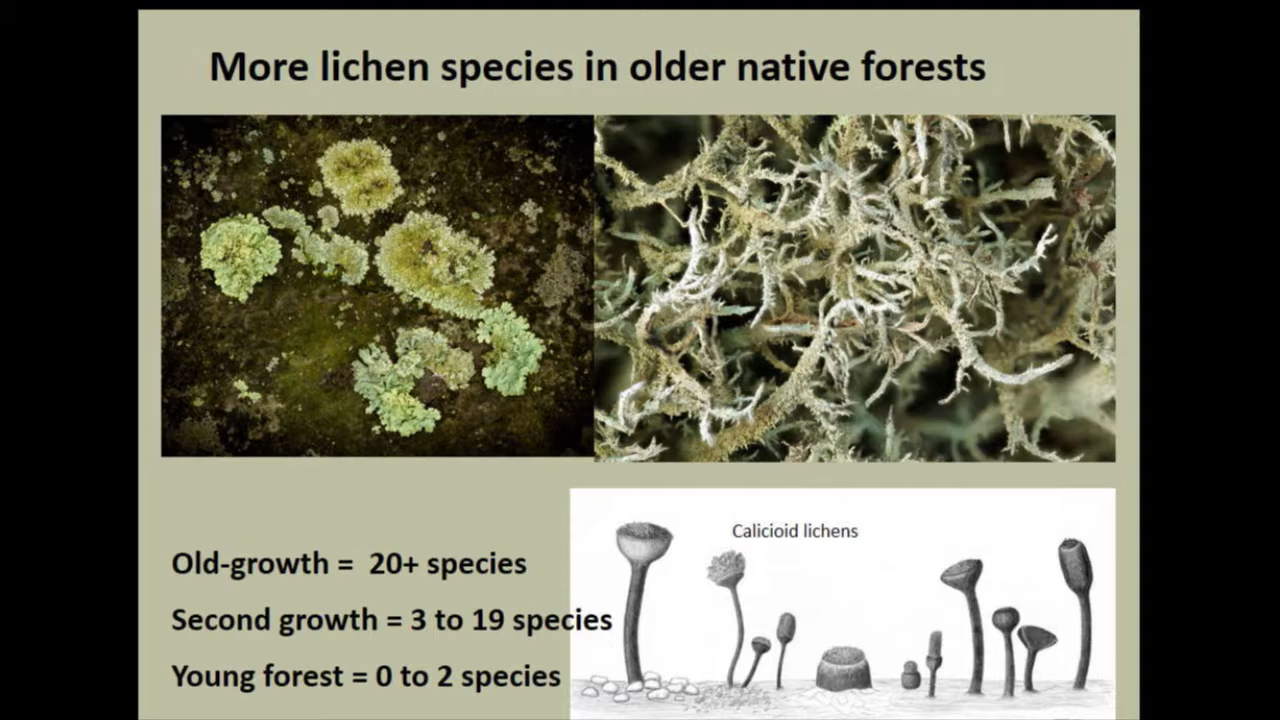 More lichen species in older native forests
Calicioid lichens
Old-growth = 20+ species
Second growth = 3 to 19 species
Young forest = 0 to 2 species